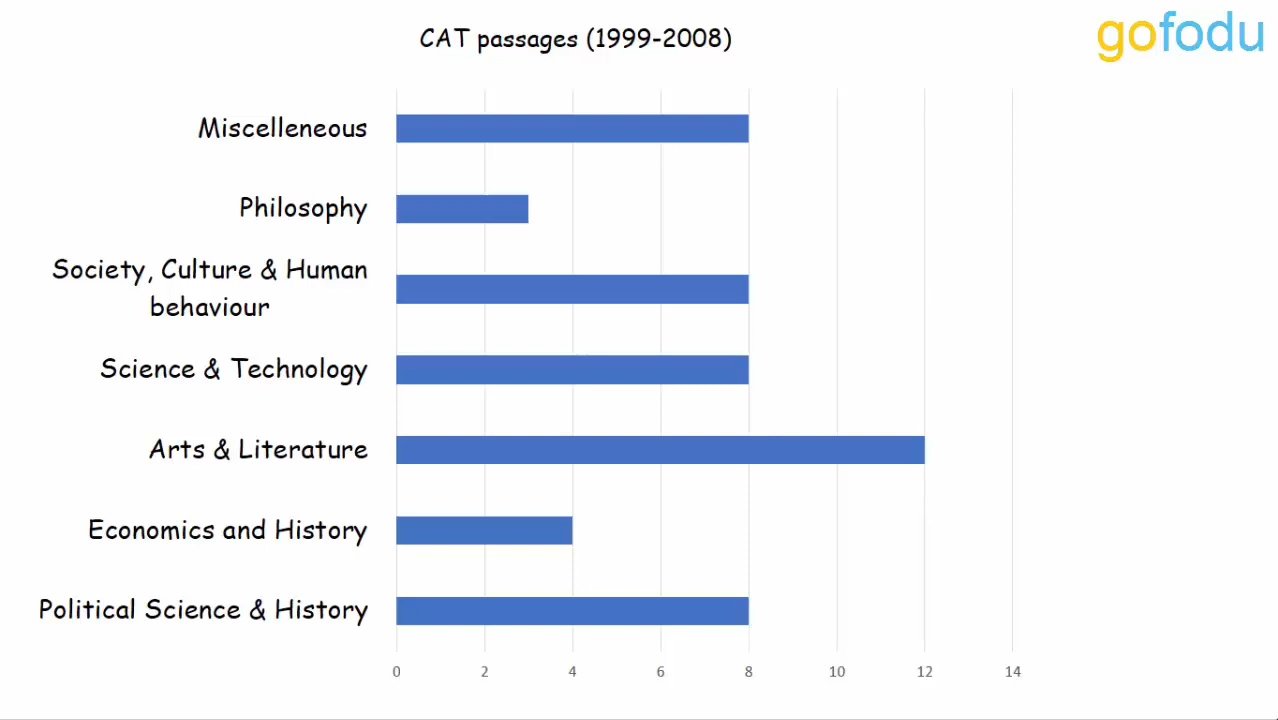 CAT passages (1999-2008)
gofodu
Miscelleneous
Philosophy
Society, Culture & Human
behaviour
Science & Technology
Arts & Literature
Economics and History
Political Science & History
0 2 4 6 8 10 12 14